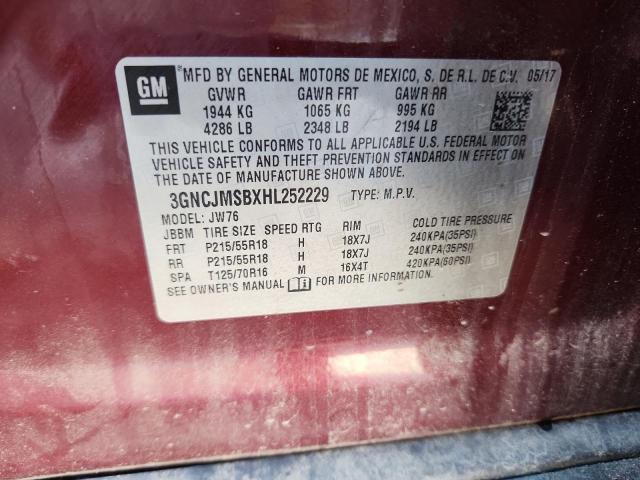 GM MFD BY GENERAL MOTORS DE MEXICO, S. DE R.L. DE C.V. 05/17
GVWR GAWR FRT GAWR RR
1944 KG 1065 KG 995 KG
4286 LB 2348 LB 2194 LB
THIS VEHICLE CONFORMS TO ALL APPLICABLE U.S. FEDERAL MOTOR
VEHICLE SAFETY AND THEFT PREVENTION STANDARDS IN EFFECT ON THE
DATE OF MANUFACTURE SHOWN ABOVE.
3GNCJMSBXHL252229 TYPE: M.P.V.
MODEL: JW76
JBBM TIRE SIZE SPEED RTG RIM COLD TIRE PRESSURE
FRT P215/55R18 H 18X7J 240KPA(35PSI)
RR P215/55R18 H 18X7J 240KPA(35PSI)
SPA T125/70R16 M 16X4T 420KPA(60PSI)
SEE OWNER'S MANUAL FOR MORE INFORMATION.